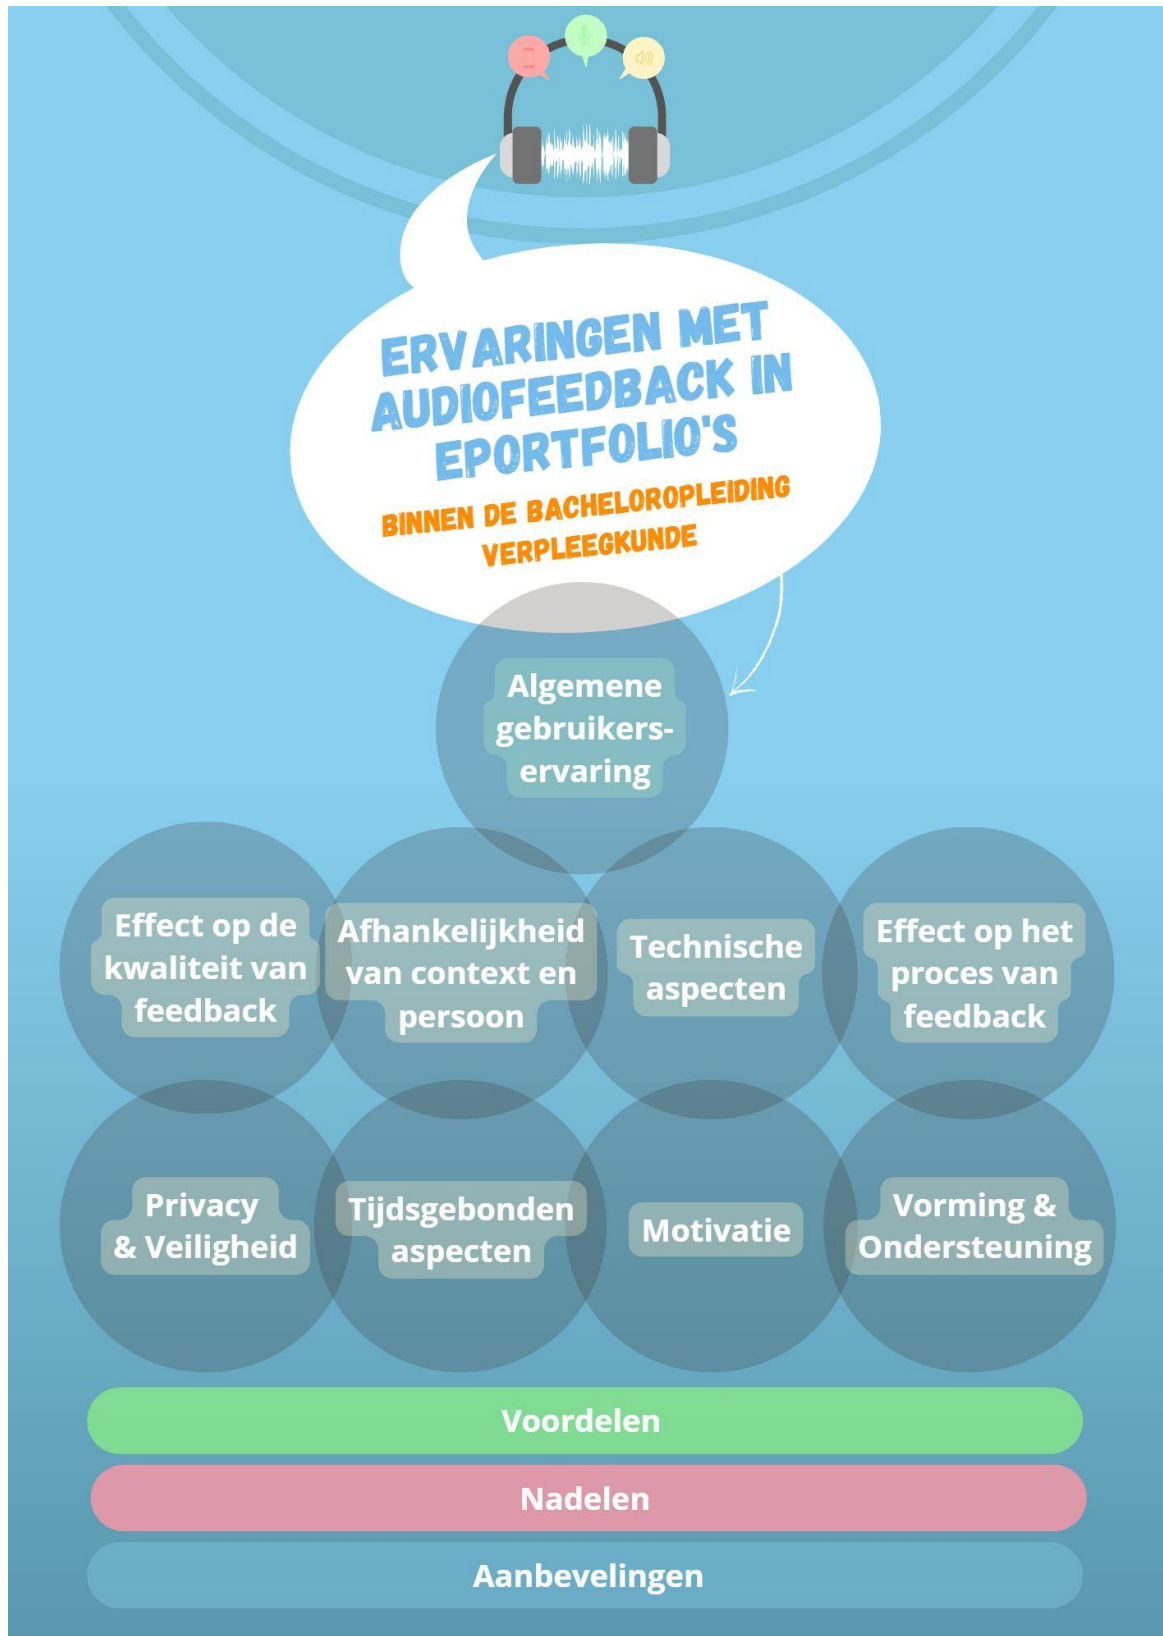 ERVARINGEN MET
AUDIOFEEDBACK IN
EPORTFOLIO'S
BINNEN DE BACHELOROPLEIDING
VERPLEEGKUNDE
Algemene
gebruikers-
ervaring
Effect op de
kwaliteit van
feedback
Afhankelijkheid
van context en
persoon
Technische
aspecten
Effect op het
proces van
feedback
Privacy
& Veiligheid
Tijdsgebonden
aspecten
Motivatie
Vorming &
Ondersteuning
Voordelen
Nadelen
Aanbevelingen